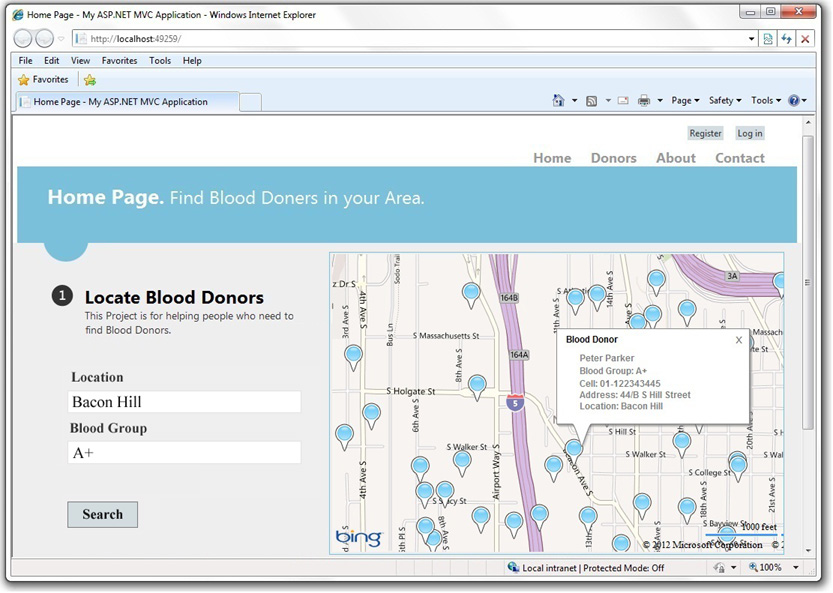 Home Page - My ASP.NET MVC Application - Windows Internet Explorer
http://localhost:49259/
File Edit View Favorites Tools Help
Favorites
Home Page - My ASP.NET MVC Application
Page Safety Tools
Register Log in
Home Donors About Contact
Home Page. Find Blood Doners in your Area.
1 Locate Blood Donors
This Project is for helping people who need to
find Blood Donors.
Location
Bacon Hill
Blood Group
A+
Search
z Dr S
4th Ave S
Sodo Trail
164B
14th Ave S
3A
3rd Ave S
Bus Ln
S Massachusetts St
11th Ave S
164A
8th Ave S
S Holgate St
5
6th Ave S
Blood Donor X
Peter Parker
Blood Group: A+
Cell: 01-122343445
Address: 44/B S Hill Street
Location: Bacon Hill
S Hill St
20th Ave S
S Walker St
S Walker St
Airport Way S
Beacon Ave S
S College St
4th Ave S
18th Ave S
21st Ave S
8th Ave S
S Bayview St
1000 feet
bing
5th Pl S
13th
© 2012 Microsoft Corporation ©
Local intranet | Protected Mode: Off
100%